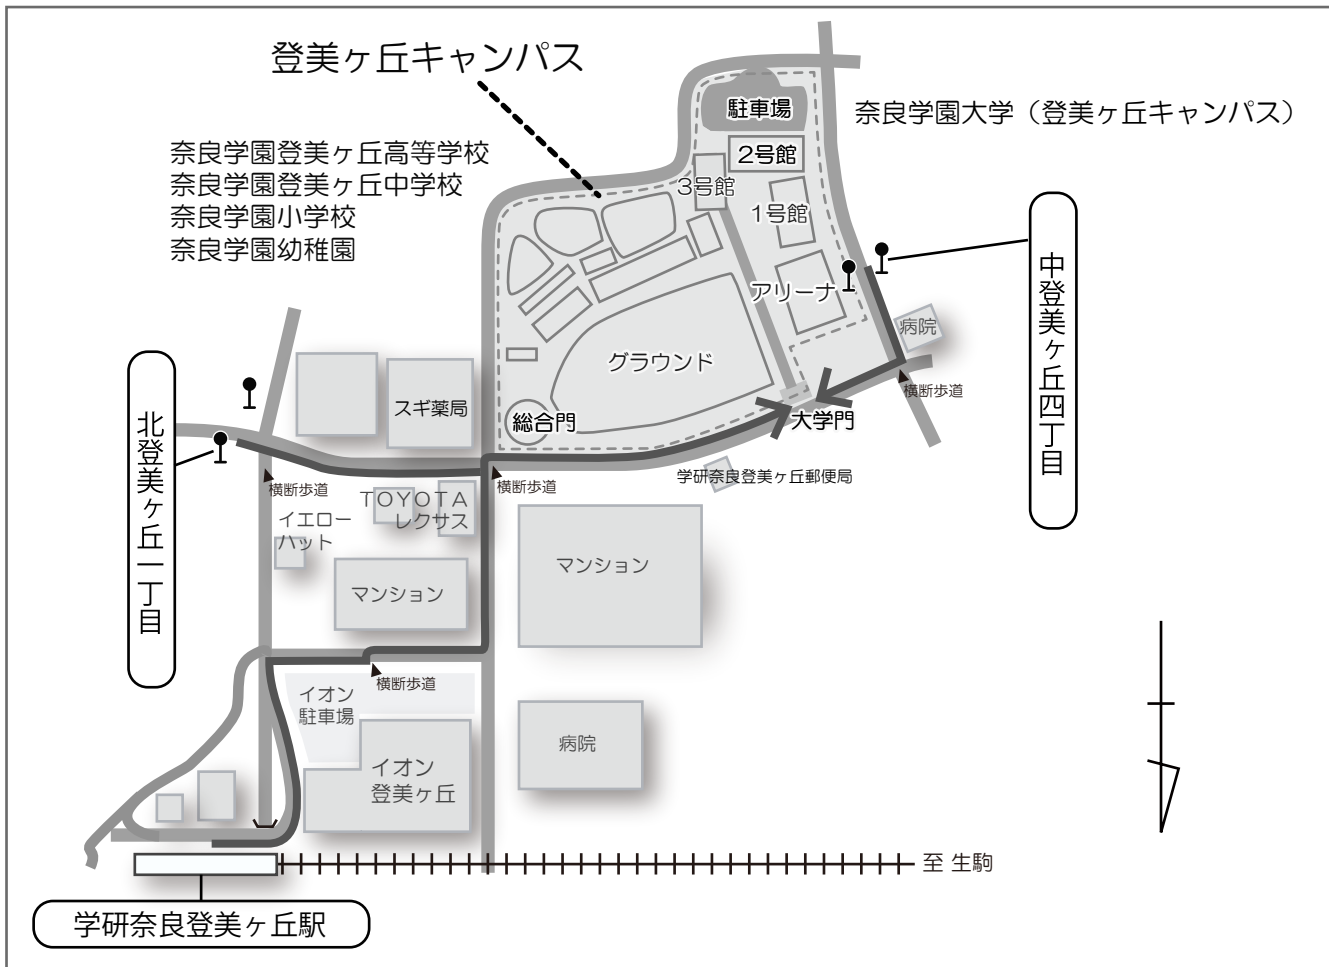 登美ヶ丘キャンパス
奈良学園登美ヶ丘高等学校
奈良学園登美ヶ丘中学校
奈良学園小学校
奈良学園幼稚園
駐車場
奈良学園大学（登美ヶ丘キャンパス）
2号館
3号館
1号館
アリーナ
中登美ヶ丘四丁目
病院
横断歩道
グラウンド
大学門
総合門
スギ薬局
北登美ヶ丘一丁目
学研奈良登美ヶ丘郵便局
横断歩道
横断歩道
TOYOTA
レクサス
イエロー
ハット
マンション
マンション
横断歩道
イオン
駐車場
イオン
登美ヶ丘
病院
至 生駒
学研奈良登美ヶ丘駅